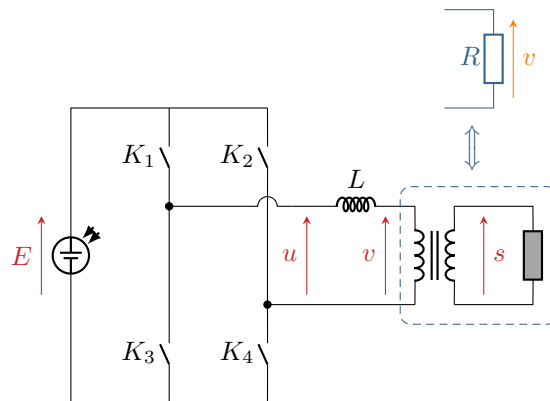 R v
K₁ K₂
L
E u v s
K₃ K₄